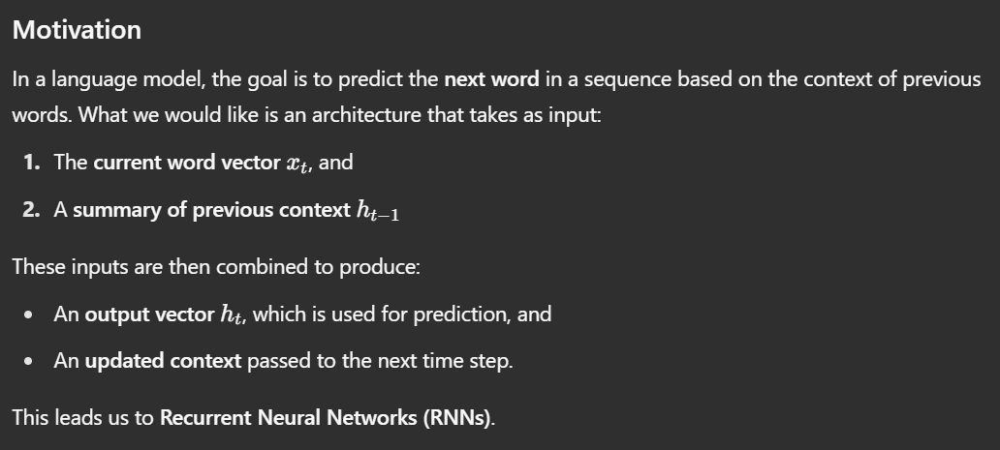 Motivation
In a language model, the goal is to predict the next word in a sequence based on the context of previous
words. What we would like is an architecture that takes as input:
1. The current word vector xₜ, and
2. A summary of previous context hₜ₋₁
These inputs are then combined to produce:
• An output vector hₜ, which is used for prediction, and
• An updated context passed to the next time step.
This leads us to Recurrent Neural Networks (RNNs).